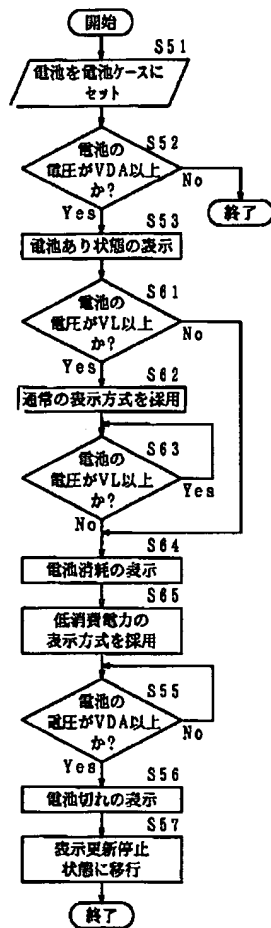 開始
S51
電池を電池ケースに
セット
S52
電池の
電圧がVDA以上
か?
No
Yes
終了
S53
電池あり状態の表示
S61
電池の
電圧がVL以上
か?
No
Yes
S62
通常の表示方式を採用
S63
電池の
電圧がVL以上
か?
Yes
No
S64
電池消耗の表示
S65
低消費電力の
表示方式を採用
S55
電池の
電圧がVDA以上
か?
No
Yes
S56
電池切れの表示
S57
表示更新停止
状態に移行
終了